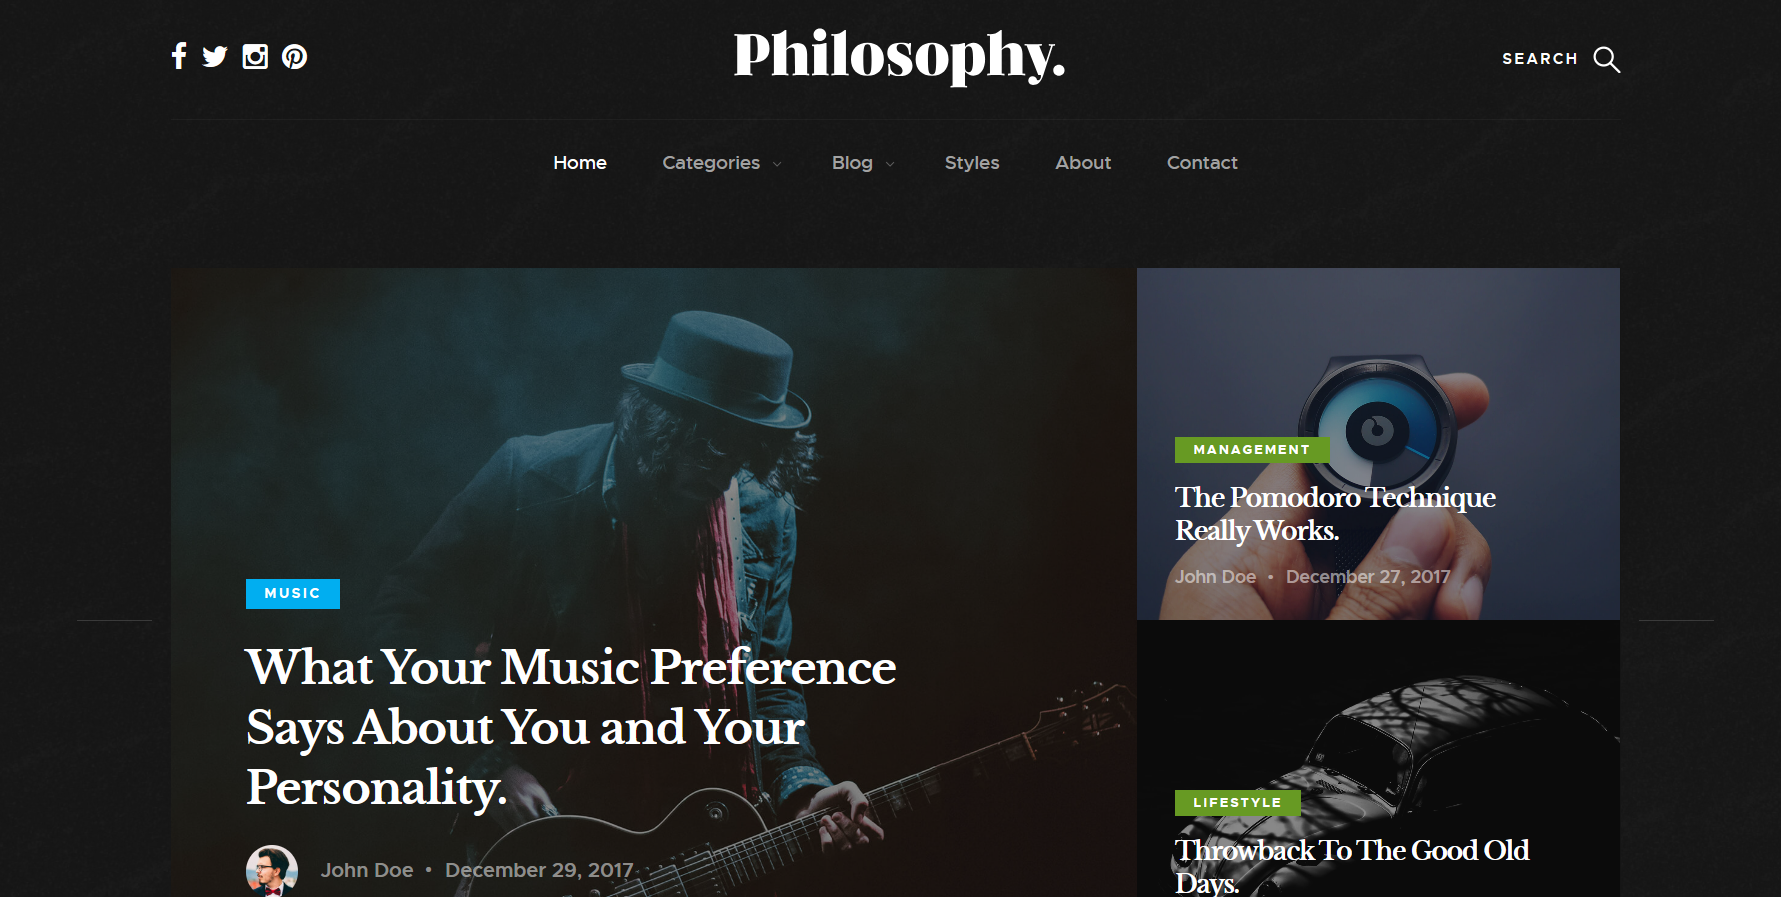 Philosophy.
SEARCH
Home
Categories
Blog
Styles
About
Contact
MUSIC
What Your Music Preference
Says About You and Your
Personality.
John Doe • December 29, 2017
MANAGEMENT
The Pomodoro Technique
Really Works.
John Doe • December 27, 2017
LIFESTYLE
Throwback To The Good Old
Days.